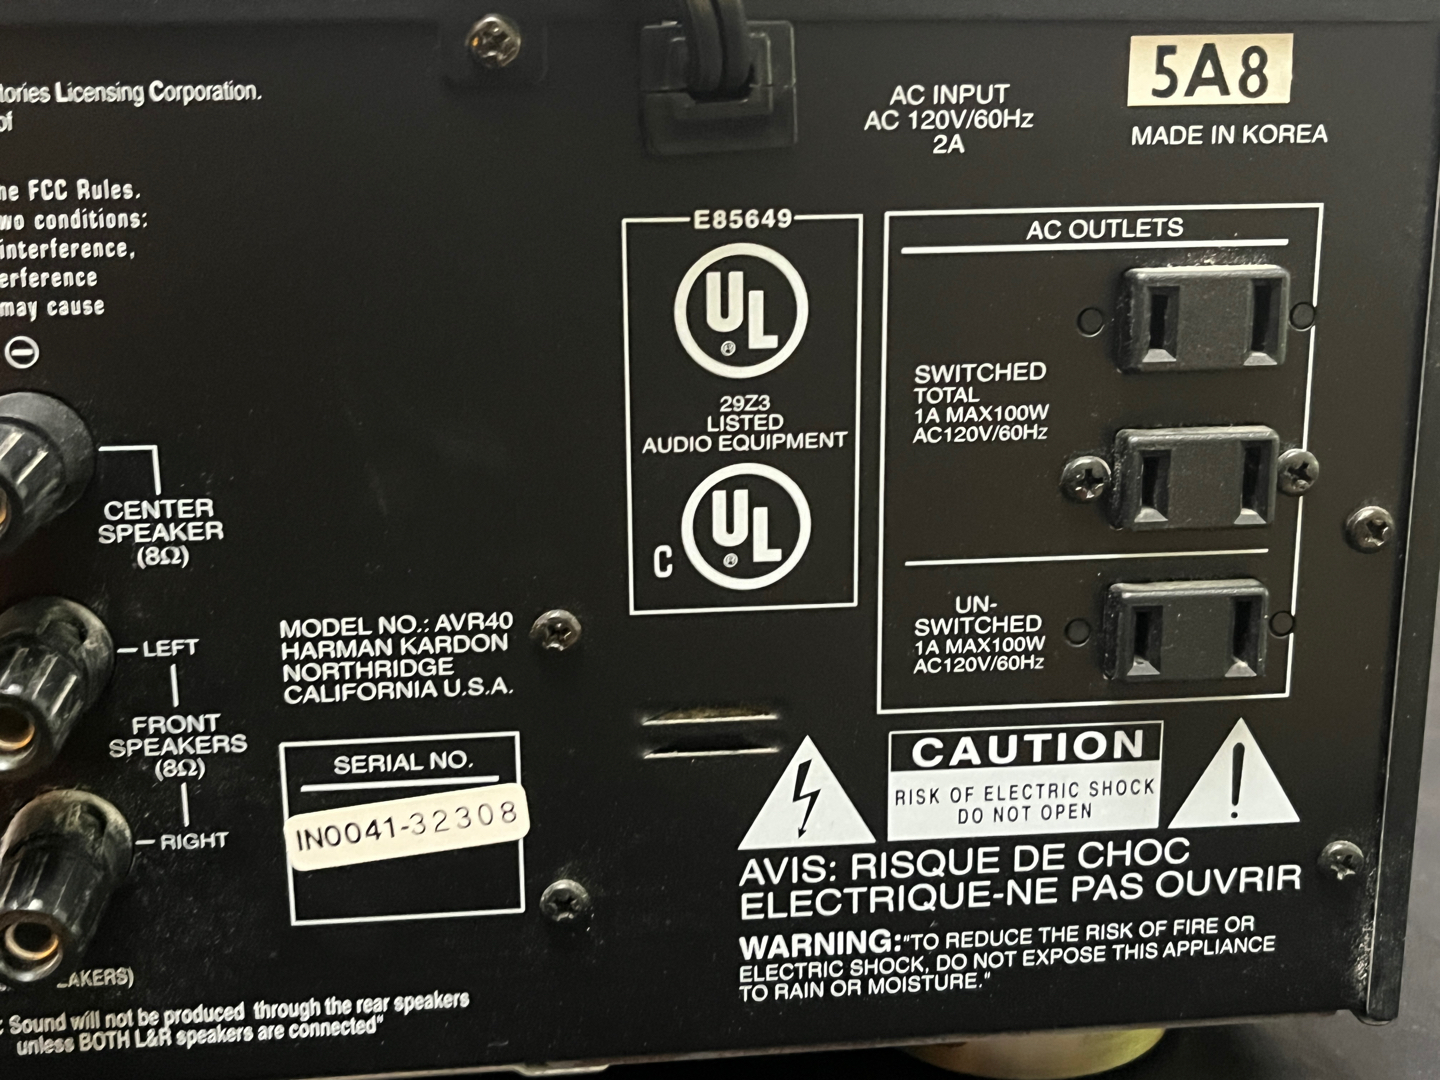 tories Licensing Corporation.
of
he FCC Rules.
wo conditions:
interference,
erference
may cause
CENTER
SPEAKER
(8Ω)
LEFT
FRONT
SPEAKERS
(8Ω)
RIGHT
AKERS)
: Sound will not be produced through the rear speakers
unless BOTH L&R speakers are connected"
MODEL NO.: AVR40
HARMAN KARDON
NORTHRIDGE
CALIFORNIA U.S.A.
SERIAL NO.
IN0041-32308
AC INPUT
AC 120V/60Hz
2A
5A8
MADE IN KOREA
E85649
UL
®
29Z3
LISTED
AUDIO EQUIPMENT
C UL
®
AC OUTLETS
SWITCHED
TOTAL
1A MAX100W
AC120V/60Hz
UN-
SWITCHED
1A MAX100W
AC120V/60Hz
CAUTION
RISK OF ELECTRIC SHOCK
DO NOT OPEN
!
AVIS: RISQUE DE CHOC
ELECTRIQUE-NE PAS OUVRIR
WARNING:"TO REDUCE THE RISK OF FIRE OR
ELECTRIC SHOCK, DO NOT EXPOSE THIS APPLIANCE
TO RAIN OR MOISTURE."